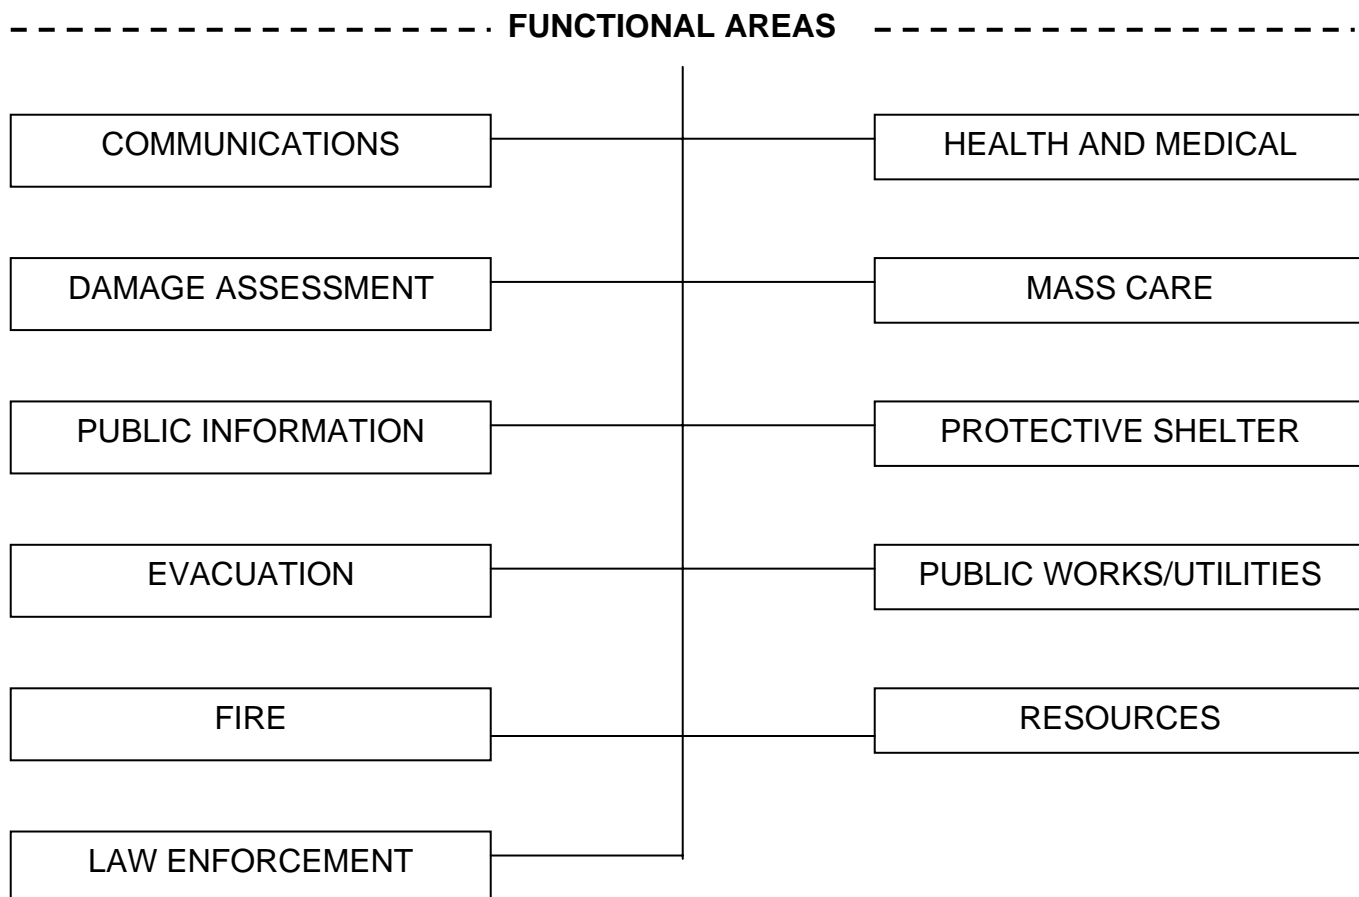 FUNCTIONAL AREAS
COMMUNICATIONS
HEALTH AND MEDICAL
DAMAGE ASSESSMENT
MASS CARE
PUBLIC INFORMATION
PROTECTIVE SHELTER
EVACUATION
PUBLIC WORKS/UTILITIES
FIRE
RESOURCES
LAW ENFORCEMENT